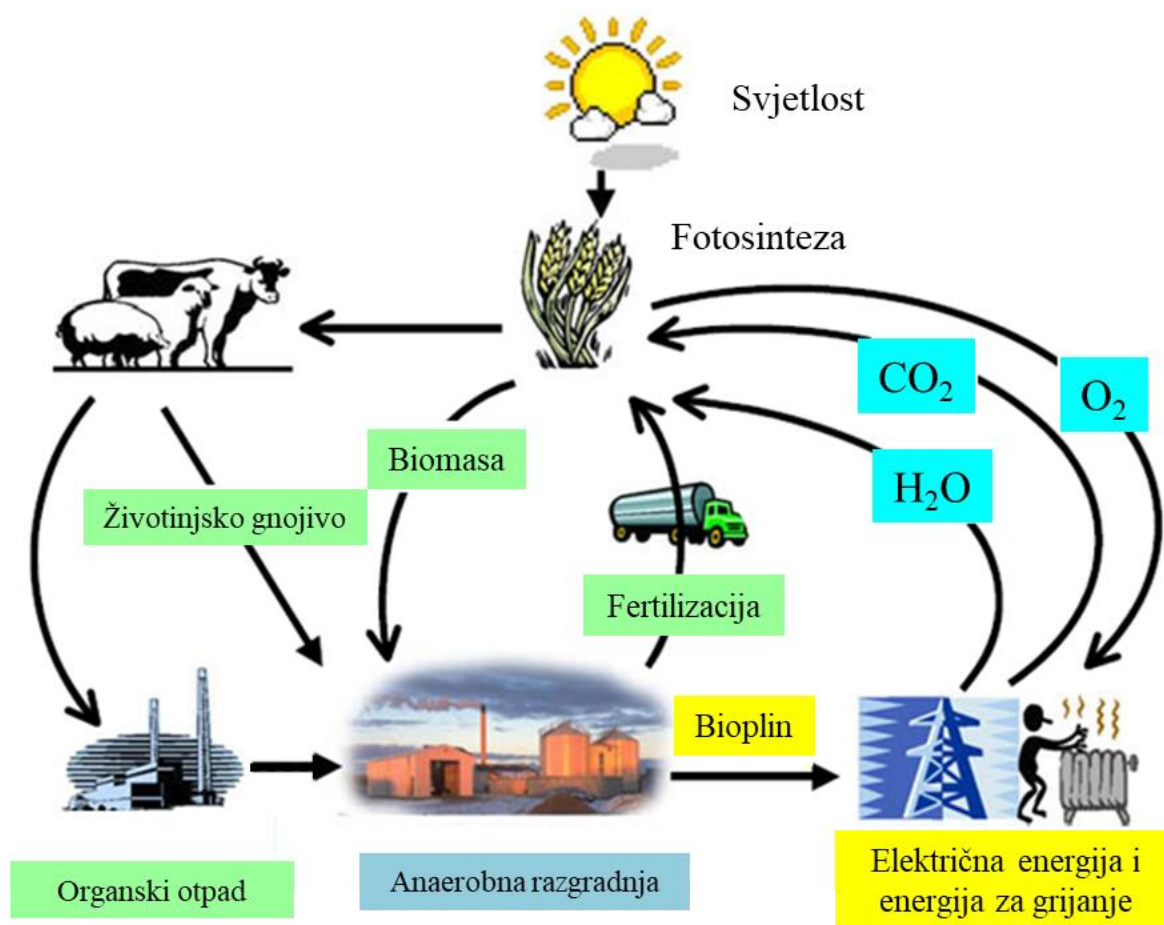 Svjetlost
Fotosinteza
CO₂
O₂
Biomasa
H₂O
Životinjsko gnojivo
Fertilizacija
Bioplin
Organski otpad
Anaerobna razgradnja
Električna energija i
energija za grijanje